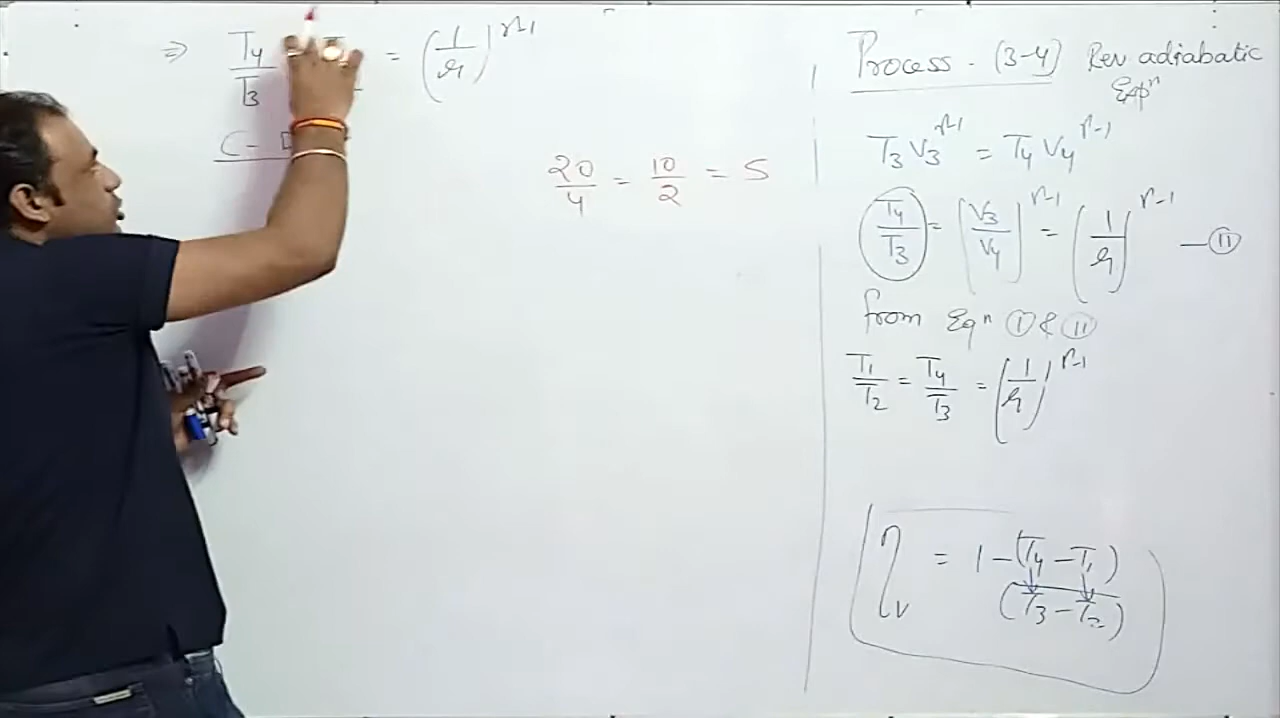 ⇒ T4/T3 = (1/r)^γ-1
C - D
20/4 = 10/2 = 5
Process - (3-4) Rev adiabatic
Expⁿ
T3 V3^γ-1 = T4 V4^γ-1
T4/T3 = (V3/V4)^γ-1 = (1/r)^γ-1 — II
from Eqⁿ I & II
T1/T2 = T4/T3 = (1/r)^γ-1
ηv = 1 - (T4 - T1)/(T3 - T2)